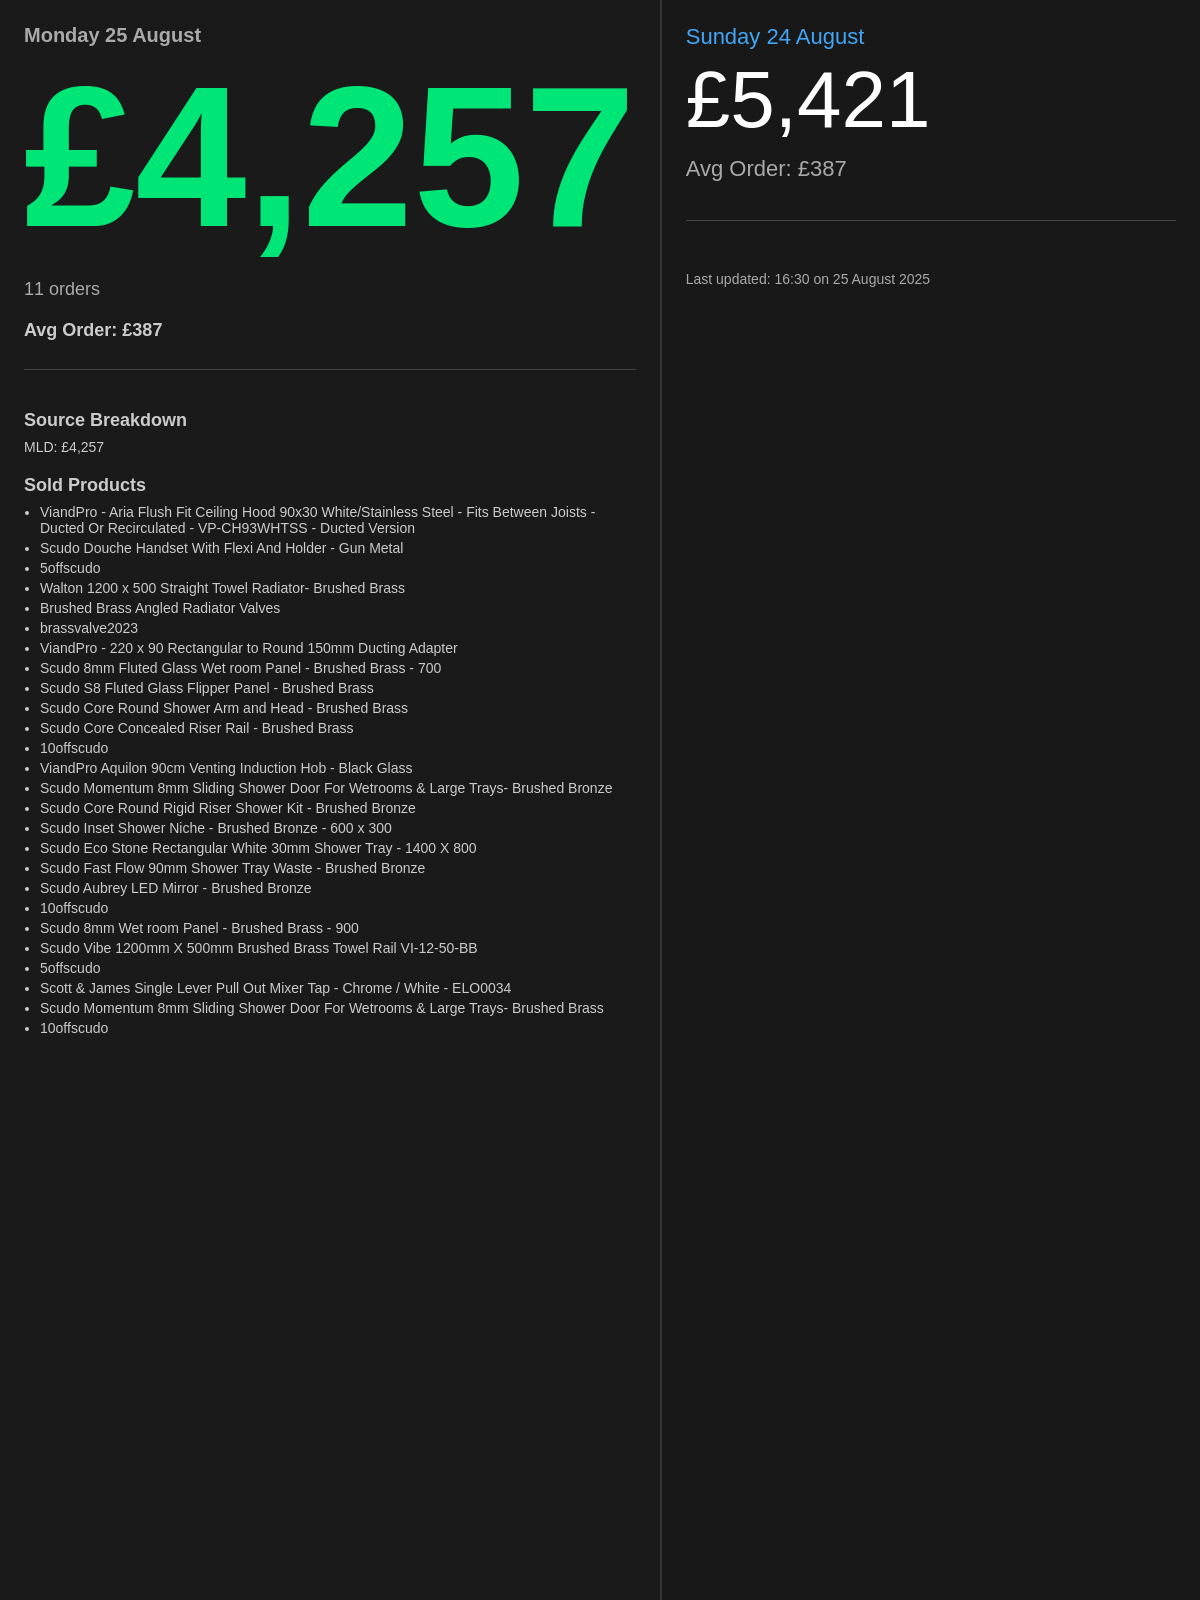 Monday 25 August
£4,257
11 orders
Avg Order: £387
Source Breakdown
MLD: £4,257
Sold Products
• ViandPro - Aria Flush Fit Ceiling Hood 90x30 White/Stainless Steel - Fits Between Joists -
Ducted Or Recirculated - VP-CH93WHTSS - Ducted Version
• Scudo Douche Handset With Flexi And Holder - Gun Metal
• 5offscudo
• Walton 1200 x 500 Straight Towel Radiator- Brushed Brass
• Brushed Brass Angled Radiator Valves
• brassvalve2023
• ViandPro - 220 x 90 Rectangular to Round 150mm Ducting Adapter
• Scudo 8mm Fluted Glass Wet room Panel - Brushed Brass - 700
• Scudo S8 Fluted Glass Flipper Panel - Brushed Brass
• Scudo Core Round Shower Arm and Head - Brushed Brass
• Scudo Core Concealed Riser Rail - Brushed Brass
• 10offscudo
• ViandPro Aquilon 90cm Venting Induction Hob - Black Glass
• Scudo Momentum 8mm Sliding Shower Door For Wetrooms & Large Trays- Brushed Bronze
• Scudo Core Round Rigid Riser Shower Kit - Brushed Bronze
• Scudo Inset Shower Niche - Brushed Bronze - 600 x 300
• Scudo Eco Stone Rectangular White 30mm Shower Tray - 1400 X 800
• Scudo Fast Flow 90mm Shower Tray Waste - Brushed Bronze
• Scudo Aubrey LED Mirror - Brushed Bronze
• 10offscudo
• Scudo 8mm Wet room Panel - Brushed Brass - 900
• Scudo Vibe 1200mm X 500mm Brushed Brass Towel Rail VI-12-50-BB
• 5offscudo
• Scott & James Single Lever Pull Out Mixer Tap - Chrome / White - ELO0034
• Scudo Momentum 8mm Sliding Shower Door For Wetrooms & Large Trays- Brushed Brass
• 10offscudo
Sunday 24 August
£5,421
Avg Order: £387
Last updated: 16:30 on 25 August 2025